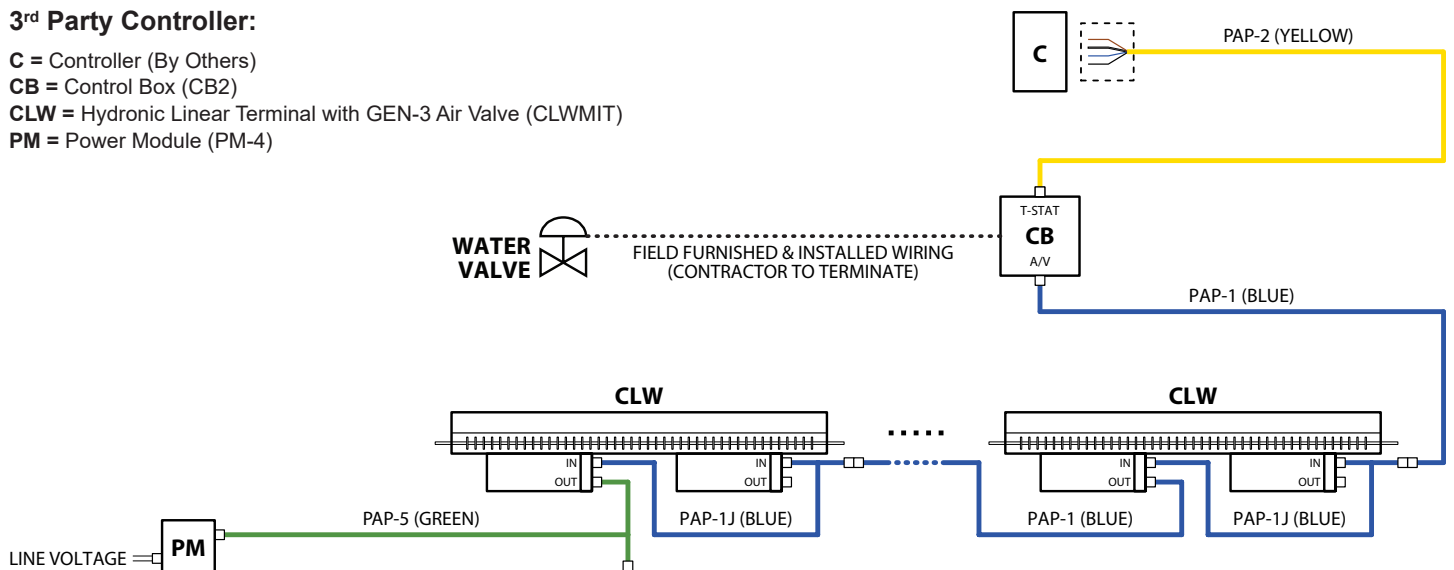 3rd Party Controller:
C = Controller (By Others)
CB = Control Box (CB2)
CLW = Hydronic Linear Terminal with GEN-3 Air Valve (CLWMIT)
PM = Power Module (PM-4)
C
PAP-2 (YELLOW)
T-STAT
CB
A/V
WATER
VALVE
FIELD FURNISHED & INSTALLED WIRING
(CONTRACTOR TO TERMINATE)
PAP-1 (BLUE)
CLW
.....
CLW
IN
OUT
IN
OUT
IN
OUT
IN
OUT
PAP-5 (GREEN)
PAP-1J (BLUE)
PAP-1 (BLUE)
PAP-1J (BLUE)
LINE VOLTAGE
PM